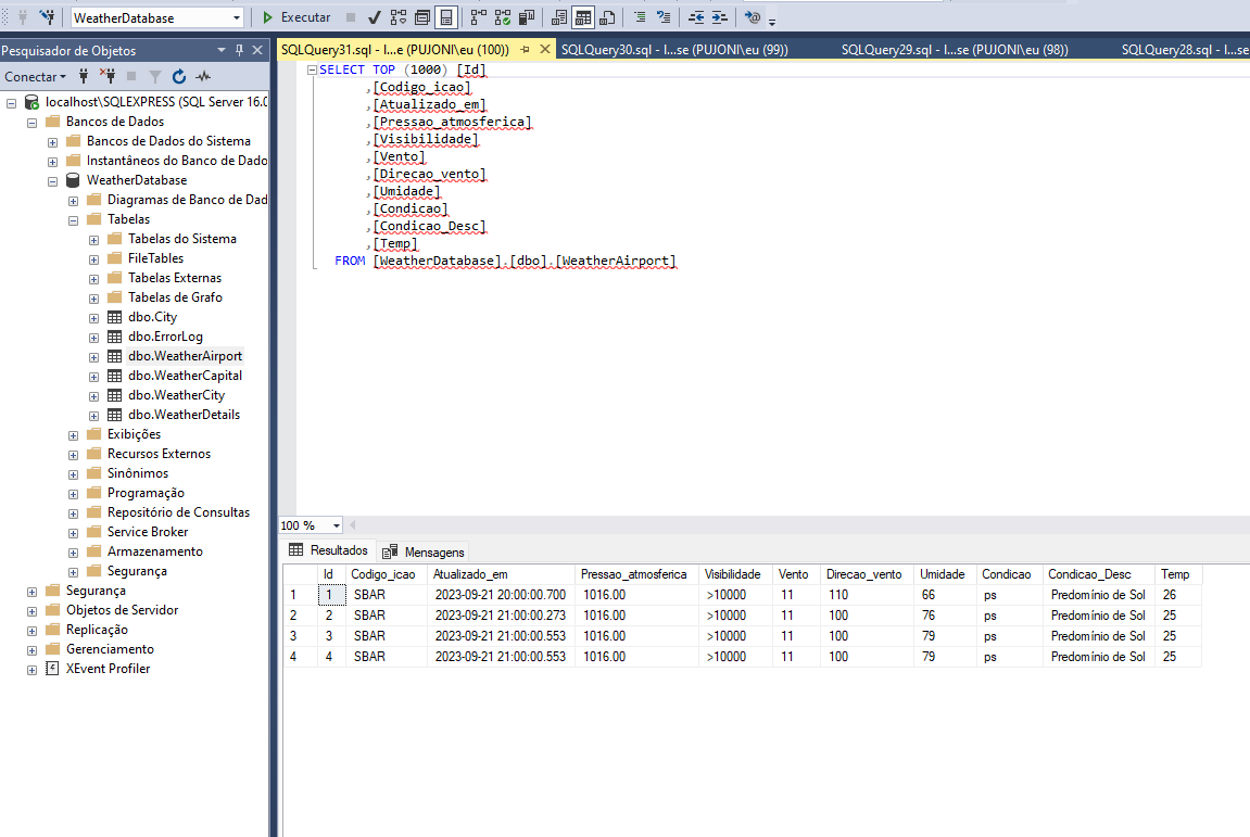 WeatherDatabase Executar
Pesquisador de Objetos
Conectar
localhost\SQLEXPRESS (SQL Server 16.0
Bancos de Dados
Bancos de Dados do Sistema
Instantâneos do Banco de Dado
WeatherDatabase
Diagramas de Banco de Dad
Tabelas
Tabelas do Sistema
FileTables
Tabelas Externas
Tabelas de Grafo
dbo.City
dbo.ErrorLog
dbo.WeatherAirport
dbo.WeatherCapital
dbo.WeatherCity
dbo.WeatherDetails
Exibições
Recursos Externos
Sinônimos
Programação
Repositório de Consultas
Service Broker
Armazenamento
Segurança
Segurança
Objetos de Servidor
Replicação
Gerenciamento
XEvent Profiler
SQLQuery31.sql - l...e (PUJONI\eu (100)) SQLQuery30.sql - l...se (PUJONI\eu (99)) SQLQuery29.sql - l...se (PUJONI\eu (98)) SQLQuery28.sql - l...se
SELECT TOP (1000) [Id]
,[Codigo_icao]
,[Atualizado_em]
,[Pressao_atmosferica]
,[Visibilidade]
,[Vento]
,[Direcao_vento]
,[Umidade]
,[Condicao]
,[Condicao_Desc]
,[Temp]
FROM [WeatherDatabase].[dbo].[WeatherAirport]
100 %
Resultados Mensagens
Id Codigo_icao Atualizado_em Pressao_atmosferica Visibilidade Vento Direcao_vento Umidade Condicao Condicao_Desc Temp
1 1 SBAR 2023-09-21 20:00:00.700 1016.00 >10000 11 110 66 ps Predomínio de Sol 26
2 2 SBAR 2023-09-21 21:00:00.273 1016.00 >10000 11 100 76 ps Predomínio de Sol 25
3 3 SBAR 2023-09-21 21:00:00.553 1016.00 >10000 11 100 79 ps Predomínio de Sol 25
4 4 SBAR 2023-09-21 21:00:00.553 1016.00 >10000 11 100 79 ps Predomínio de Sol 25